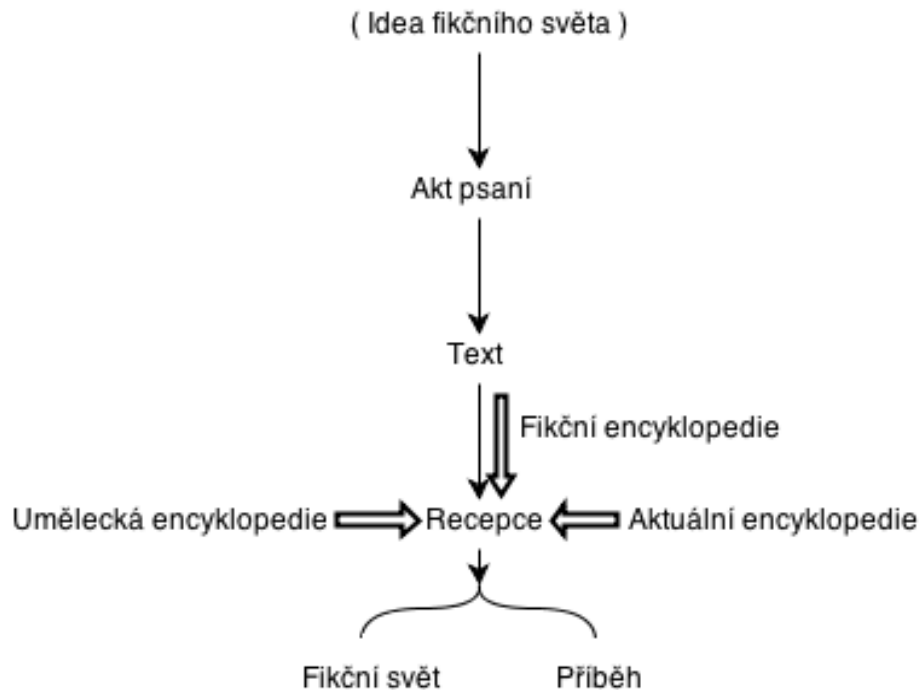 ( Idea fikčního světa )
Akt psaní
Text
Fikční encyklopedie
Umělecká encyklopedie Recepce Aktuální encyklopedie
Fikční svět Příběh